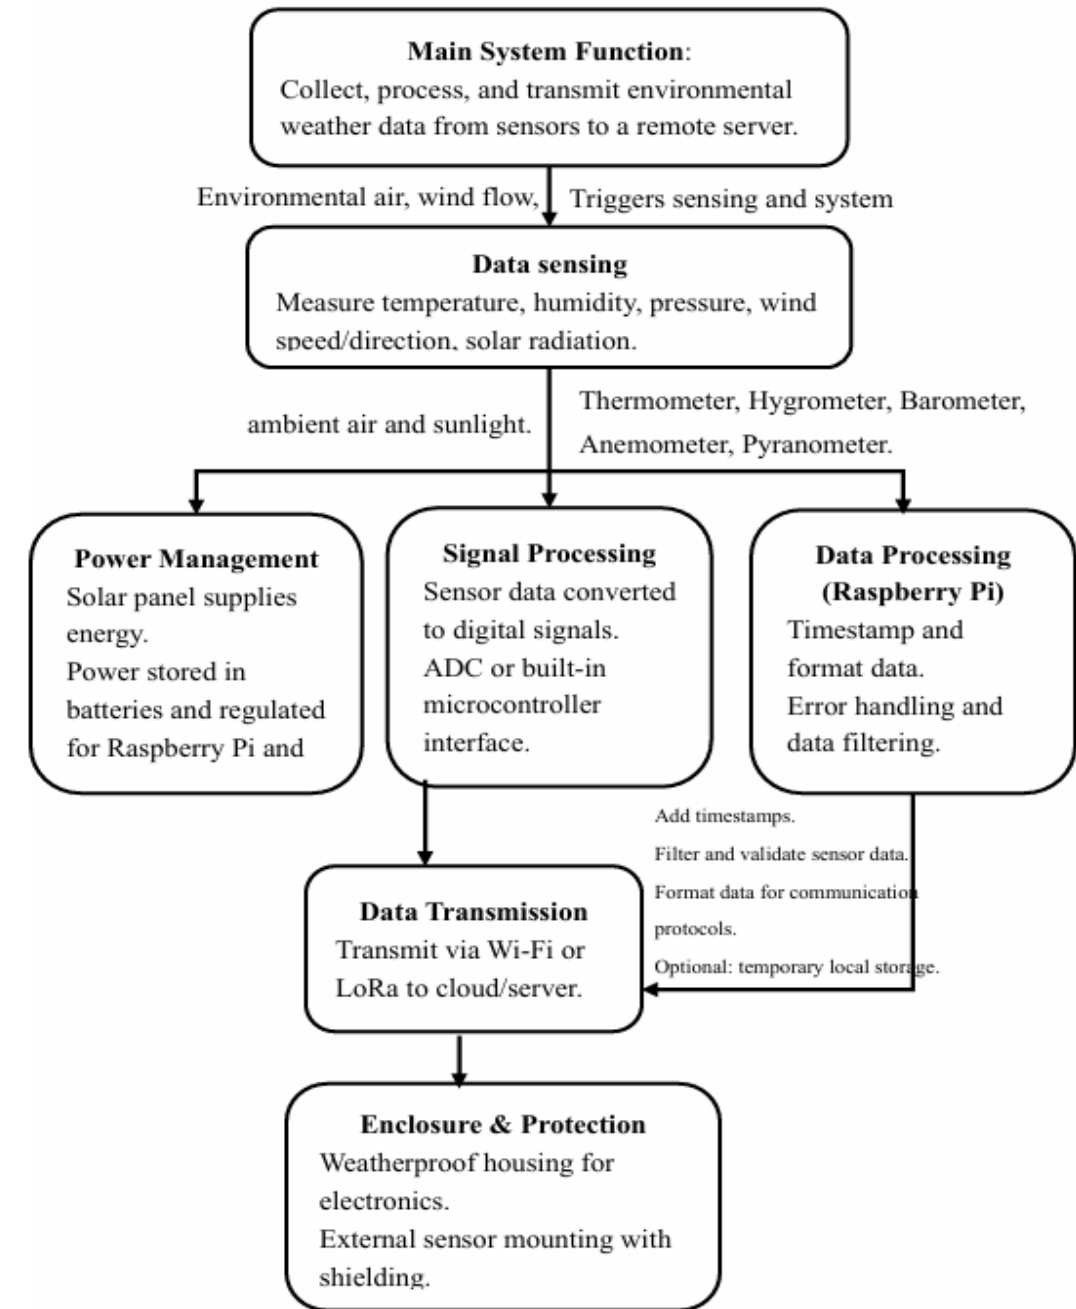 Main System Function:
Collect, process, and transmit environmental
weather data from sensors to a remote server.
Environmental air, wind flow,
Triggers sensing and system
Data sensing
Measure temperature, humidity, pressure, wind
speed/direction, solar radiation.
ambient air and sunlight.
Thermometer, Hygrometer, Barometer,
Anemometer, Pyranometer.
Power Management
Solar panel supplies
energy.
Power stored in
batteries and regulated
for Raspberry Pi and
Signal Processing
Sensor data converted
to digital signals.
ADC or built-in
microcontroller
interface.
Data Processing
(Raspberry Pi)
Timestamp and
format data.
Error handling and
data filtering.
Add timestamps.
Filter and validate sensor data.
Format data for communication
protocols.
Optional: temporary local storage.
Data Transmission
Transmit via Wi-Fi or
LoRa to cloud/server.
Enclosure & Protection
Weatherproof housing for
electronics.
External sensor mounting with
shielding.